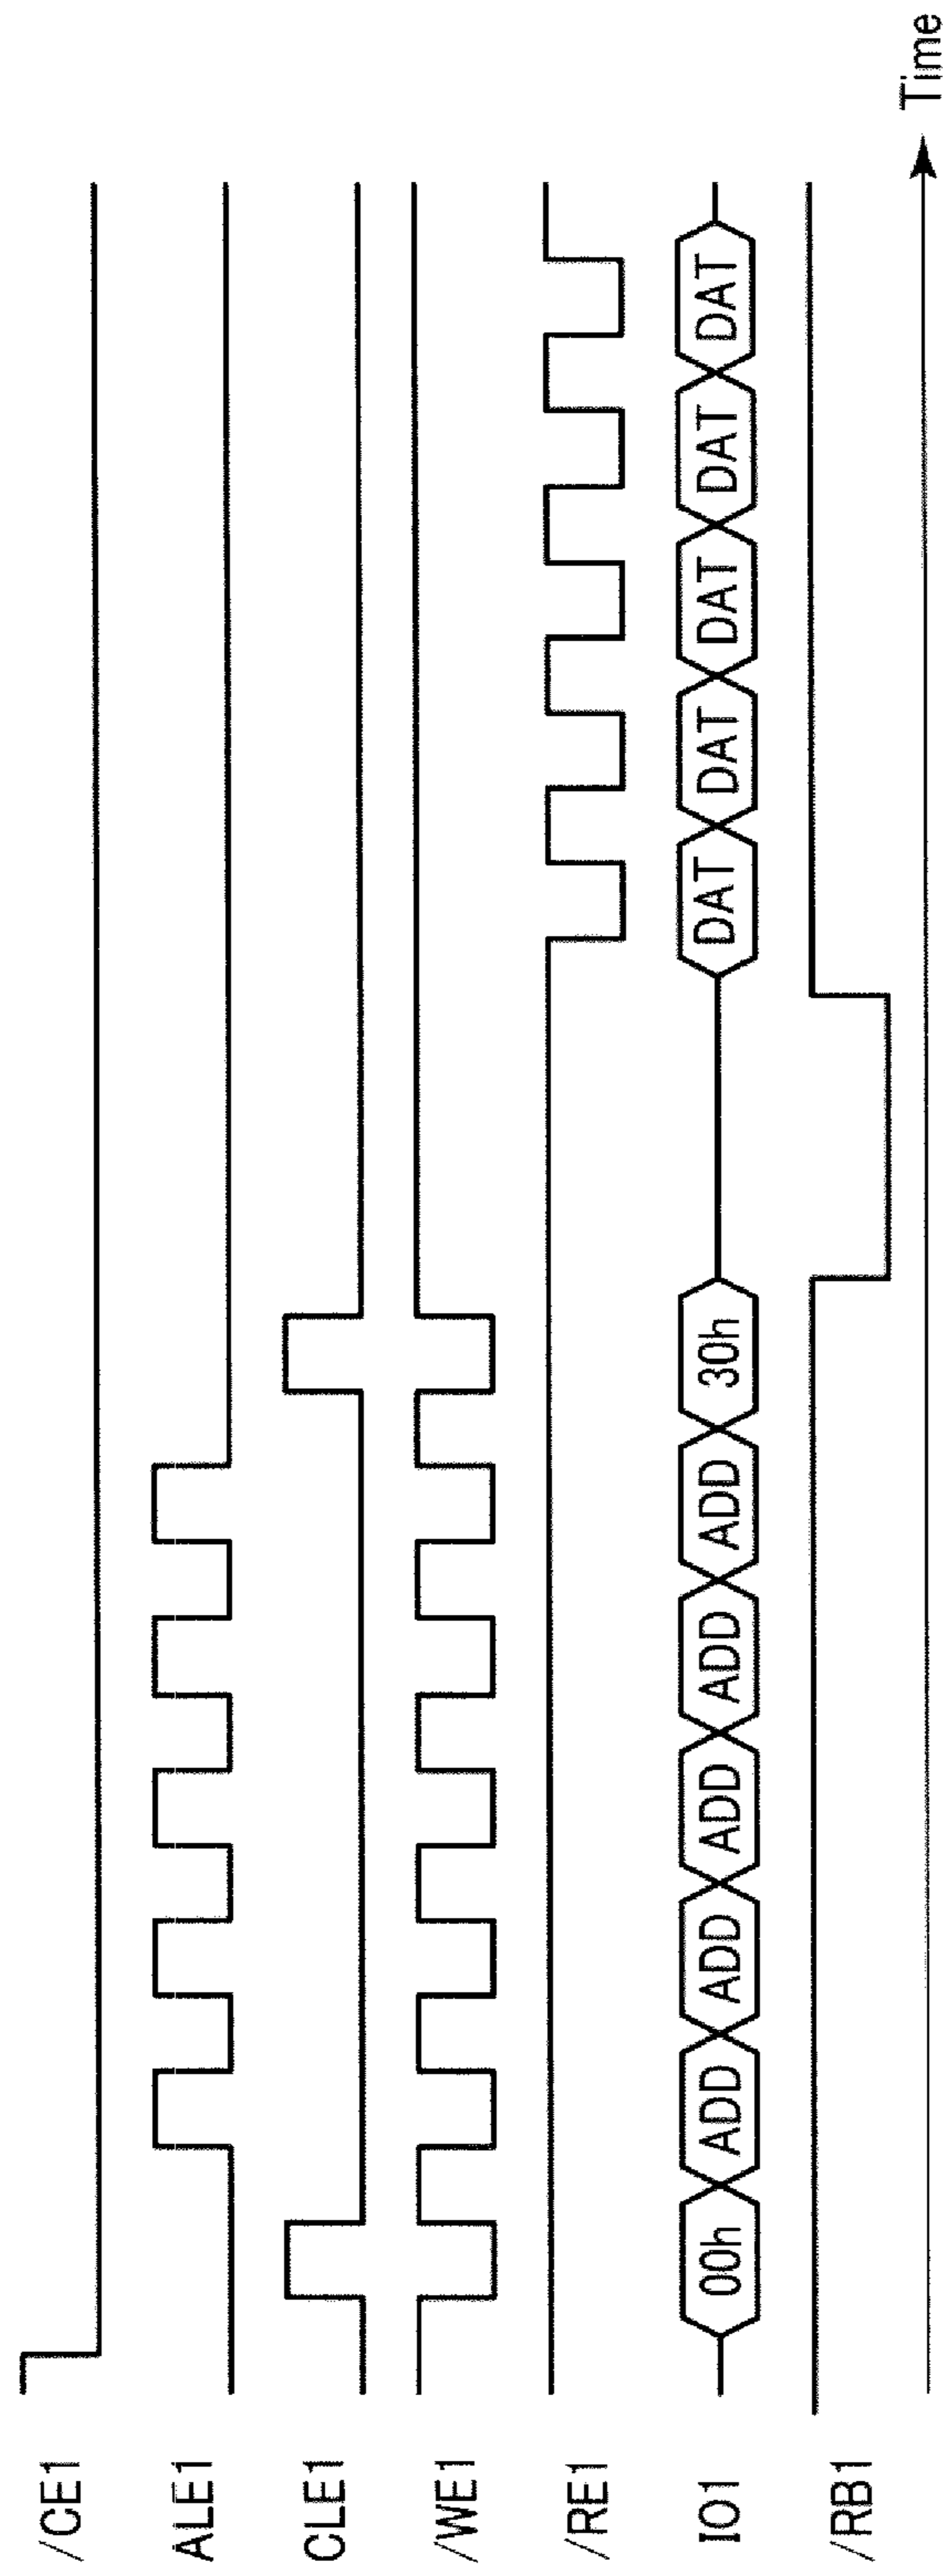 /CE1
ALE1
CLE1
/WE1
/RE1
IO1 00h ADD ADD ADD ADD ADD 30h DAT DAT DAT DAT DAT
/RB1
Time